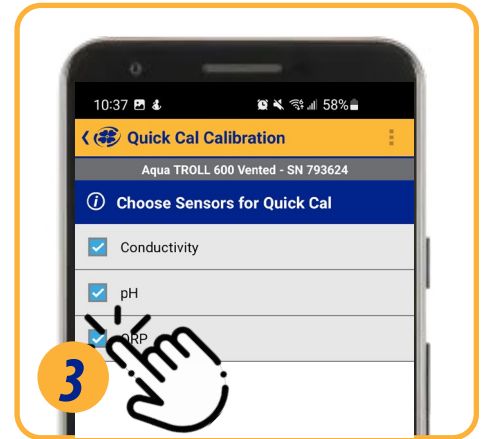 10:37 58%
Quick Cal Calibration
Aqua TROLL 600 Vented - SN 793624
Choose Sensors for Quick Cal
Conductivity
pH
ORP
3